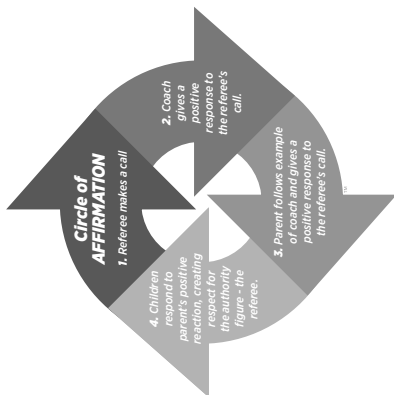 Circle of
AFFIRMATION
1. Referee makes a call
2. Coach
gives a
positive
response to
the referee's
call.
3. Parent follows example
of coach and gives a
positive response to
the referee's call.
TM
4. Children
respond to
parent's positive
reaction, creating
respect for
the authority
figure - the
referee.